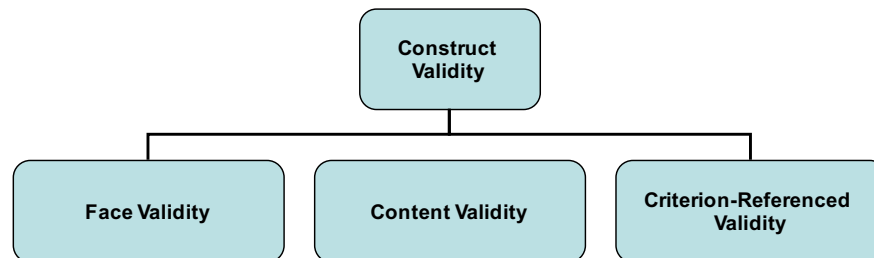 Construct
Validity
Face Validity
Content Validity
Criterion-Referenced
Validity